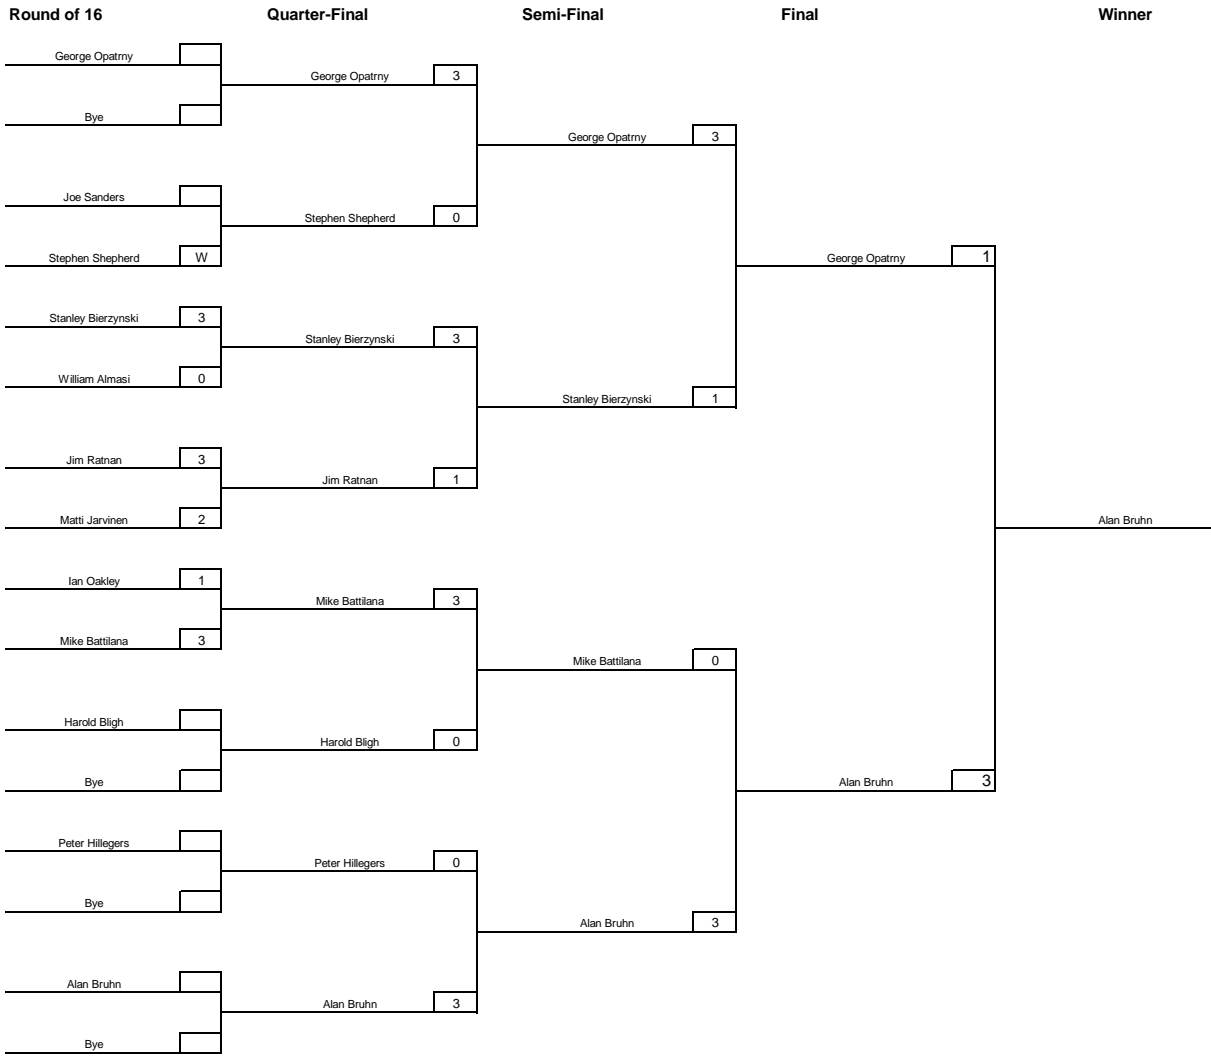 Round of 16 Quarter-Final Semi-Final Final Winner
George Opatrny
George Opatrny 3
Bye
George Opatrny 3
Joe Sanders
Stephen Shepherd 0
Stephen Shepherd W
George Opatrny 1
Stanley Bierzynski 3
Stanley Bierzynski 3
William Almasi 0
Stanley Bierzynski 1
Jim Ratnan 3
Jim Ratnan 1
Matti Jarvinen 2
Alan Bruhn
Ian Oakley 1
Mike Battilana 3
Mike Battilana 3
Mike Battilana 0
Harold Bligh
Harold Bligh 0
Bye
Alan Bruhn 3
Peter Hillegers
Peter Hillegers 0
Bye
Alan Bruhn 3
Alan Bruhn
Alan Bruhn 3
Bye